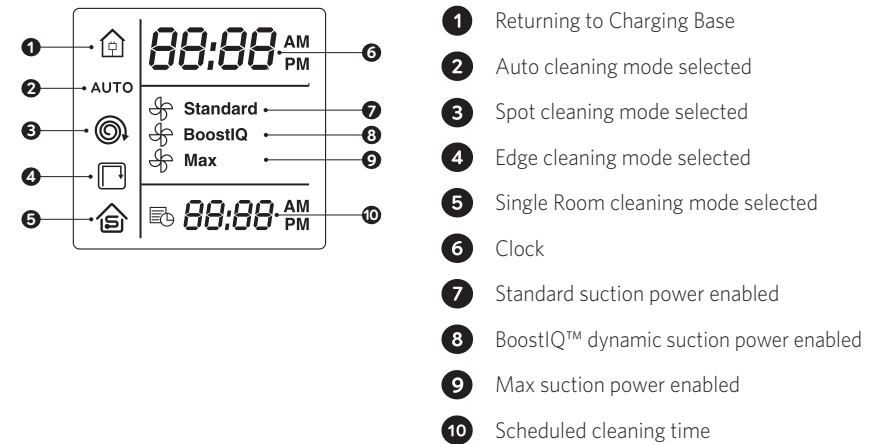 1
88:88 AM
PM
6
2
AUTO
Standard
7
3
BoostIQ
8
Max
9
4
5
88:88 AM
PM
10
1 Returning to Charging Base
2 Auto cleaning mode selected
3 Spot cleaning mode selected
4 Edge cleaning mode selected
5 Single Room cleaning mode selected
6 Clock
7 Standard suction power enabled
8 BoostIQ™ dynamic suction power enabled
9 Max suction power enabled
10 Scheduled cleaning time